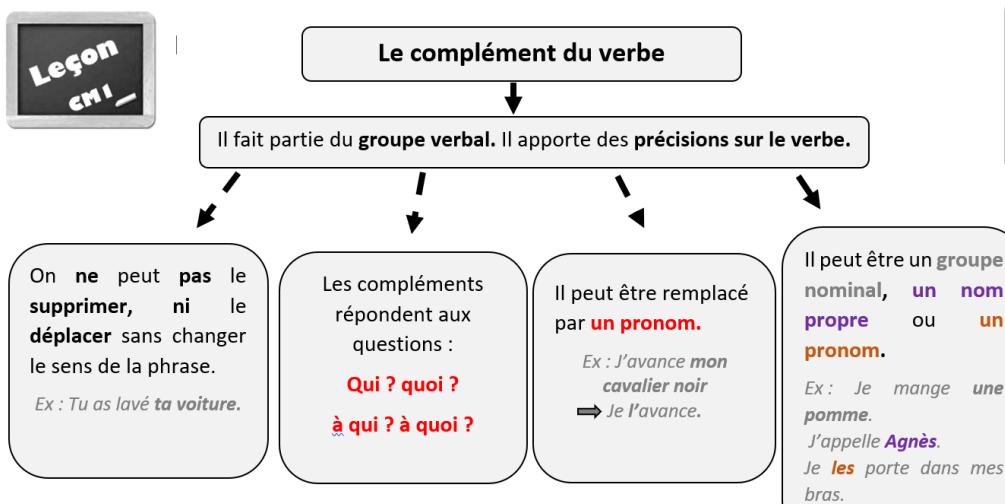 Leçon
CM1
Le complément du verbe
Il fait partie du groupe verbal. Il apporte des précisions sur le verbe.
On ne peut pas le
supprimer, ni le
déplacer sans changer
le sens de la phrase.
Ex : Tu as lavé ta voiture.
Les compléments
répondent aux
questions :
Qui ? quoi ?
à qui ? à quoi ?
Il peut être remplacé
par un pronom.
Ex : J’avance mon
cavalier noir
Je l’avance.
Il peut être un groupe
nominal, un nom
propre ou un
pronom.
Ex : Je mange une
pomme.
J’appelle Agnès.
Je les porte dans mes
bras.